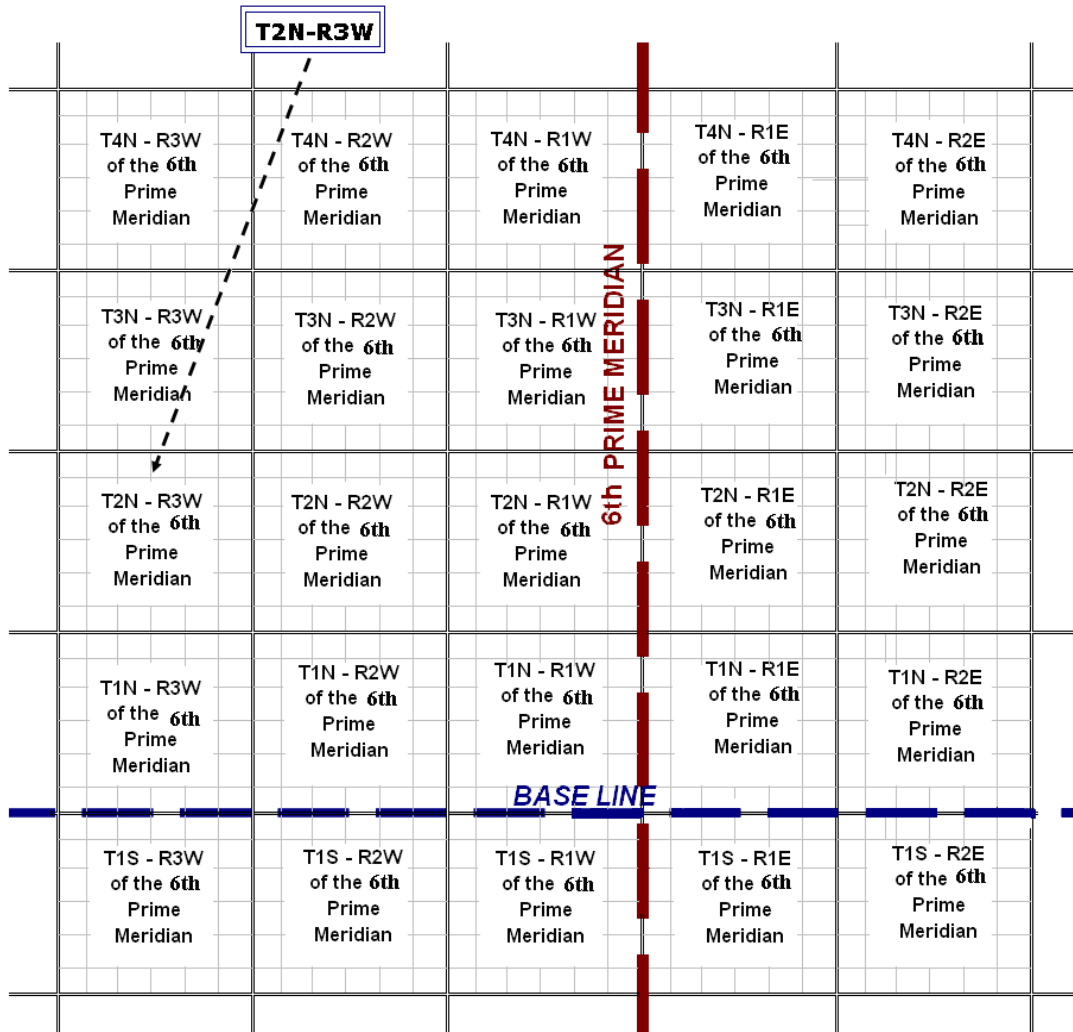 T2N-R3W
T4N - R3W
of the 6th
Prime
Meridian
T4N - R2W
of the 6th
Prime
Meridian
T4N - R1W
of the 6th
Prime
Meridian
T4N - R1E
of the 6th
Prime
Meridian
T4N - R2E
of the 6th
Prime
Meridian
T3N - R3W
of the 6th
Prime
Meridian
T3N - R2W
of the 6th
Prime
Meridian
T3N - R1W
of the 6th
Prime
Meridian
6th PRIME MERIDIAN
T3N - R1E
of the 6th
Prime
Meridian
T3N - R2E
of the 6th
Prime
Meridian
T2N - R3W
of the 6th
Prime
Meridian
T2N - R2W
of the 6th
Prime
Meridian
T2N - R1W
of the 6th
Prime
Meridian
T2N - R1E
of the 6th
Prime
Meridian
T2N - R2E
of the 6th
Prime
Meridian
T1N - R3W
of the 6th
Prime
Meridian
T1N - R2W
of the 6th
Prime
Meridian
T1N - R1W
of the 6th
Prime
Meridian
T1N - R1E
of the 6th
Prime
Meridian
T1N - R2E
of the 6th
Prime
Meridian
BASE LINE
T1S - R3W
of the 6th
Prime
Meridian
T1S - R2W
of the 6th
Prime
Meridian
T1S - R1W
of the 6th
Prime
Meridian
T1S - R1E
of the 6th
Prime
Meridian
T1S - R2E
of the 6th
Prime
Meridian